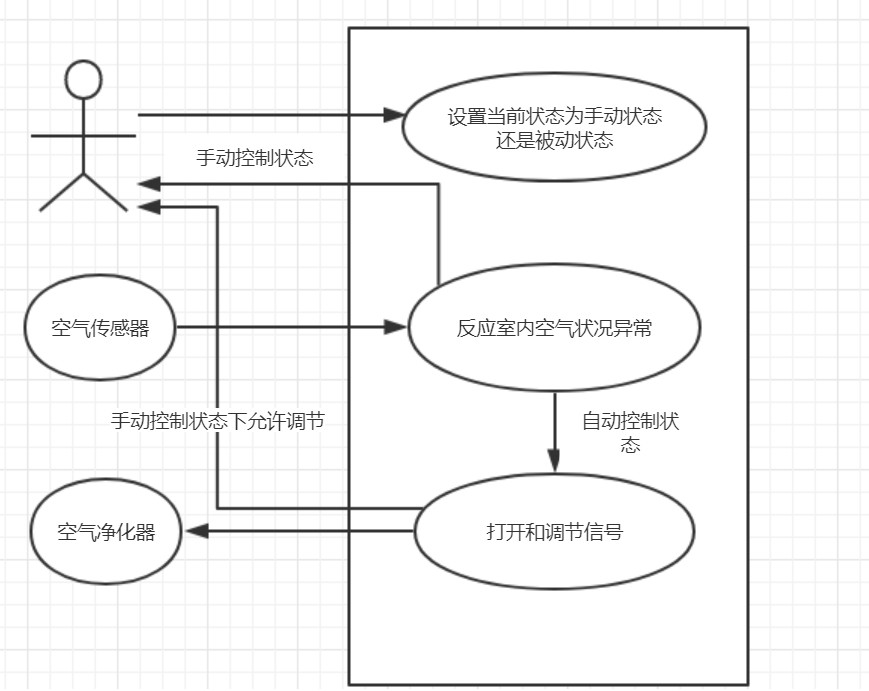 设置当前状态为手动状态
还是被动状态
手动控制状态
空气传感器
反应室内空气状况异常
手动控制状态下允许调节
自动控制状
态
空气净化器
打开和调节信号